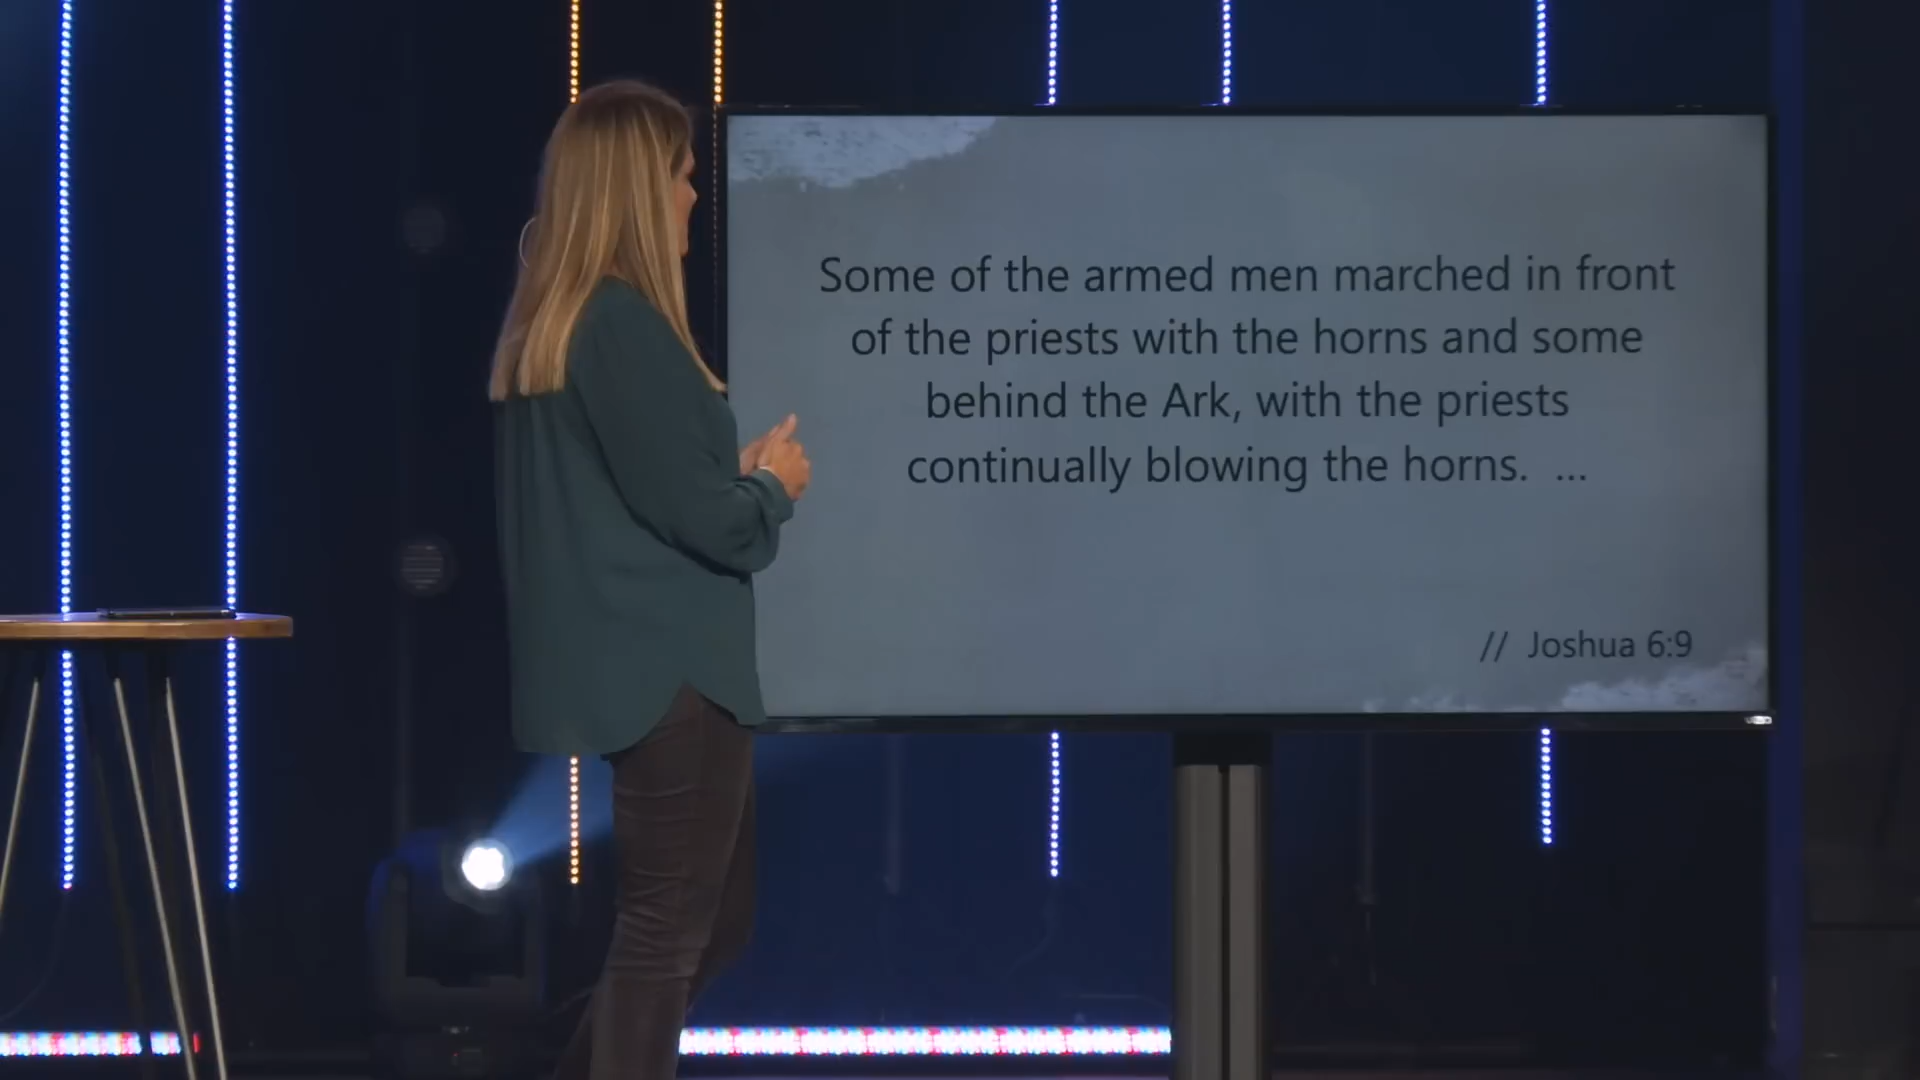 Some of the armed men marched in front
of the priests with the horns and some
behind the Ark, with the priests
continually blowing the horns. ...
// Joshua 6:9